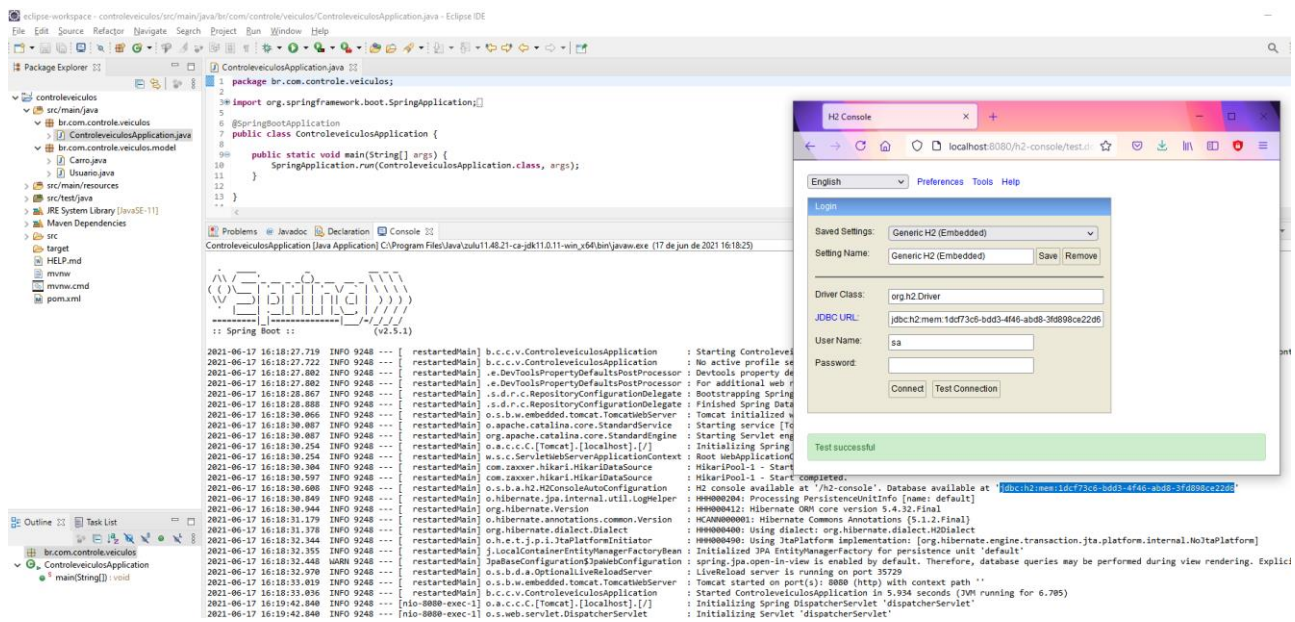 eclipse-workspace - controleveiculos/src/main/java/br/com/controle/veiculos/ControleveiculosApplication.java - Eclipse IDE
File Edit Source Refactor Navigate Search Project Run Window Help
Package Explorer
controleveiculos
src/main/java
br.com.controle.veiculos
ControleveiculosApplication.java
br.com.controle.veiculos.model
Carro.java
Usuario.java
src/main/resources
src/test/java
JRE System Library [JavaSE-11]
Maven Dependencies
src
target
HELP.md
mvnw
mvnw.cmd
pom.xml
Outline Task List
br.com.controle.veiculos
ControleveiculosApplication
main(String[]) : void
ControleveiculosApplication.java
1 package br.com.controle.veiculos;
2
3 import org.springframework.boot.SpringApplication;
5
6 @SpringBootApplication
7 public class ControleveiculosApplication {
8
9 public static void main(String[] args) {
10 SpringApplication.run(ControleveiculosApplication.class, args);
11 }
12
13 }
Problems Javadoc Declaration Console
ControleveiculosApplication [Java Application] C:\Program Files\Java\zulu11.48.21-ca-jdk11.0.11-win_x64\bin\javaw.exe (17 de jun de 2021 16:18:25)
:: Spring Boot :: (v2.5.1)
2021-06-17 16:18:27.719 INFO 9248 --- [ restartedMain] b.c.c.v.ControleveiculosApplication : Starting Controlevei
2021-06-17 16:18:27.722 INFO 9248 --- [ restartedMain] b.c.c.v.ControleveiculosApplication : No active profile se
2021-06-17 16:18:27.802 INFO 9248 --- [ restartedMain] .e.DevToolsPropertyDefaultsPostProcessor : Devtools property de
2021-06-17 16:18:27.802 INFO 9248 --- [ restartedMain] .e.DevToolsPropertyDefaultsPostProcessor : For additional web r
2021-06-17 16:18:28.867 INFO 9248 --- [ restartedMain] .s.d.r.c.RepositoryConfigurationDelegate : Bootstrapping Spring
2021-06-17 16:18:28.888 INFO 9248 --- [ restartedMain] .s.d.r.c.RepositoryConfigurationDelegate : Finished Spring Data
2021-06-17 16:18:30.066 INFO 9248 --- [ restartedMain] o.s.b.w.embedded.tomcat.TomcatWebServer : Tomcat initialized w
2021-06-17 16:18:30.087 INFO 9248 --- [ restartedMain] o.apache.catalina.core.StandardService : Starting service [To
2021-06-17 16:18:30.087 INFO 9248 --- [ restartedMain] org.apache.catalina.core.StandardEngine : Starting Servlet eng
2021-06-17 16:18:30.254 INFO 9248 --- [ restartedMain] o.a.c.c.C.[Tomcat].[localhost].[/] : Initializing Spring
2021-06-17 16:18:30.254 INFO 9248 --- [ restartedMain] w.s.c.ServletWebServerApplicationContext : Root WebApplicationC
2021-06-17 16:18:30.304 INFO 9248 --- [ restartedMain] com.zaxxer.hikari.HikariDataSource : HikariPool-1 - Start
2021-06-17 16:18:30.597 INFO 9248 --- [ restartedMain] com.zaxxer.hikari.HikariDataSource : HikariPool-1 - Start completed.
2021-06-17 16:18:30.608 INFO 9248 --- [ restartedMain] o.s.b.a.h2.H2ConsoleAutoConfiguration : H2 console available at '/h2-console'. Database available at 'jdbc:h2:mem:1dcf73c6-bdd3-4f46-abd8-3fd898ce22d6'
2021-06-17 16:18:30.849 INFO 9248 --- [ restartedMain] o.hibernate.jpa.internal.util.LogHelper : HHH000204: Processing PersistenceUnitInfo [name: default]
2021-06-17 16:18:30.944 INFO 9248 --- [ restartedMain] org.hibernate.Version : HHH000412: Hibernate ORM core version 5.4.32.Final
2021-06-17 16:18:31.179 INFO 9248 --- [ restartedMain] o.hibernate.annotations.common.Version : HCANN000001: Hibernate Commons Annotations {5.1.2.Final}
2021-06-17 16:18:31.378 INFO 9248 --- [ restartedMain] org.hibernate.dialect.Dialect : HHH000400: Using dialect: org.hibernate.dialect.H2Dialect
2021-06-17 16:18:32.344 INFO 9248 --- [ restartedMain] o.h.e.t.j.p.i.JtaPlatformInitiator : HHH000490: Using JtaPlatform implementation: [org.hibernate.engine.transaction.jta.platform.internal.NoJtaPlatform]
2021-06-17 16:18:32.355 INFO 9248 --- [ restartedMain] j.LocalContainerEntityManagerFactoryBean : Initialized JPA EntityManagerFactory for persistence unit 'default'
2021-06-17 16:18:32.448 WARN 9248 --- [ restartedMain] JpaBaseConfiguration$JpaWebConfiguration : spring.jpa.open-in-view is enabled by default. Therefore, database queries may be performed during view rendering. Explici
2021-06-17 16:18:32.970 INFO 9248 --- [ restartedMain] o.s.b.d.a.OptionalLiveReloadServer : LiveReload server is running on port 35729
2021-06-17 16:18:33.019 INFO 9248 --- [ restartedMain] o.s.b.w.embedded.tomcat.TomcatWebServer : Tomcat started on port(s): 8080 (http) with context path ''
2021-06-17 16:18:33.036 INFO 9248 --- [ restartedMain] b.c.c.v.ControleveiculosApplication : Started ControleveiculosApplication in 5.934 seconds (JVM running for 6.705)
2021-06-17 16:19:42.840 INFO 9248 --- [nio-8080-exec-1] o.a.c.c.C.[Tomcat].[localhost].[/] : Initializing Spring DispatcherServlet 'dispatcherServlet'
2021-06-17 16:19:42.840 INFO 9248 --- [nio-8080-exec-1] o.s.web.servlet.DispatcherServlet : Initializing Servlet 'dispatcherServlet'
H2 Console
localhost:8080/h2-console/test.d
English Preferences Tools Help
Login
Saved Settings: Generic H2 (Embedded)
Setting Name: Generic H2 (Embedded) Save Remove
Driver Class: org.h2.Driver
JDBC URL: jdbc:h2:mem:1dcf73c6-bdd3-4f46-abd8-3fd898ce22d6
User Name: sa
Password:
Connect Test Connection
Test successful